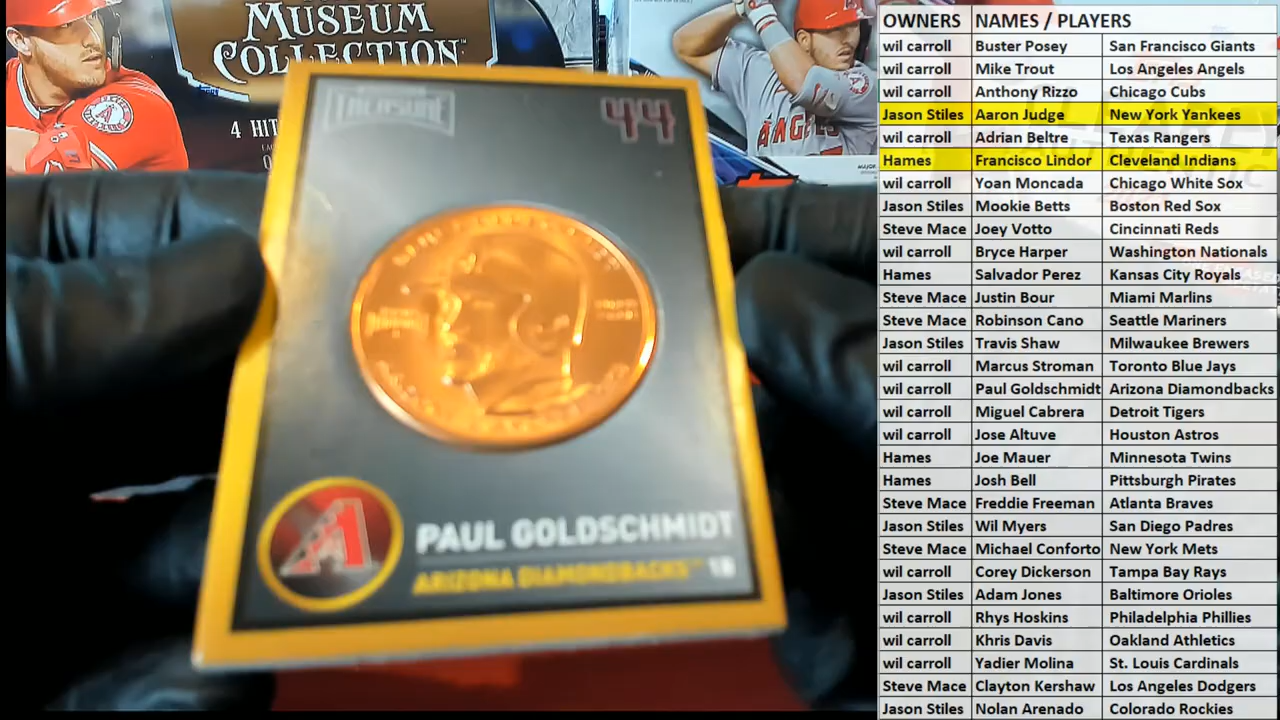 MUSEUM
COLLECTION
4 HIT
ANGE
TREASURE
44
PAUL GOLDSCHMIDT
ARIZONA DIAMONDBACKS™ 1B
OWNERS NAMES / PLAYERS
wil carroll Buster Posey San Francisco Giants
wil carroll Mike Trout Los Angeles Angels
wil carroll Anthony Rizzo Chicago Cubs
Jason Stiles Aaron Judge New York Yankees
wil carroll Adrian Beltre Texas Rangers
Hames Francisco Lindor Cleveland Indians
wil carroll Yoan Moncada Chicago White Sox
Jason Stiles Mookie Betts Boston Red Sox
Steve Mace Joey Votto Cincinnati Reds
wil carroll Bryce Harper Washington Nationals
Hames Salvador Perez Kansas City Royals
Steve Mace Justin Bour Miami Marlins
Steve Mace Robinson Cano Seattle Mariners
Jason Stiles Travis Shaw Milwaukee Brewers
wil carroll Marcus Stroman Toronto Blue Jays
wil carroll Paul Goldschmidt Arizona Diamondbacks
wil carroll Miguel Cabrera Detroit Tigers
wil carroll Jose Altuve Houston Astros
Hames Joe Mauer Minnesota Twins
Hames Josh Bell Pittsburgh Pirates
Steve Mace Freddie Freeman Atlanta Braves
Jason Stiles Wil Myers San Diego Padres
Steve Mace Michael Conforto New York Mets
wil carroll Corey Dickerson Tampa Bay Rays
Jason Stiles Adam Jones Baltimore Orioles
wil carroll Rhys Hoskins Philadelphia Phillies
wil carroll Khris Davis Oakland Athletics
wil carroll Yadier Molina St. Louis Cardinals
Steve Mace Clayton Kershaw Los Angeles Dodgers
Jason Stiles Nolan Arenado Colorado Rockies